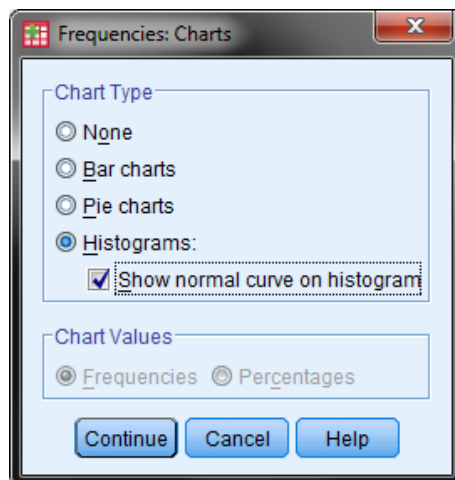 Frequencies: Charts
Chart Type
None
Bar charts
Pie charts
Histograms:
Show normal curve on histogram
Chart Values
Frequencies Percentages
Continue Cancel Help